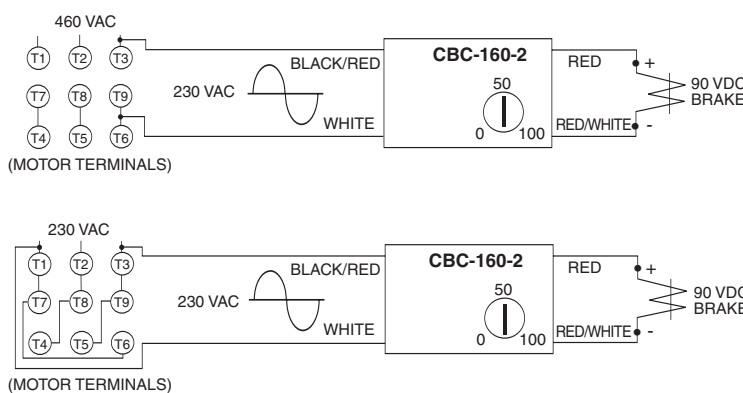 460 VAC
T1 T2 T3
BLACK/RED
CBC-160-2
RED
+
T7 T8 T9
230 VAC
50
90 VDC
BRAKE
WHITE
0 100
RED/WHITE
-
T4 T5 T6
(MOTOR TERMINALS)
230 VAC
T1 T2 T3
BLACK/RED
CBC-160-2
RED
+
T7 T8 T9
230 VAC
50
90 VDC
BRAKE
WHITE
0 100
RED/WHITE
-
T4 T5 T6
(MOTOR TERMINALS)